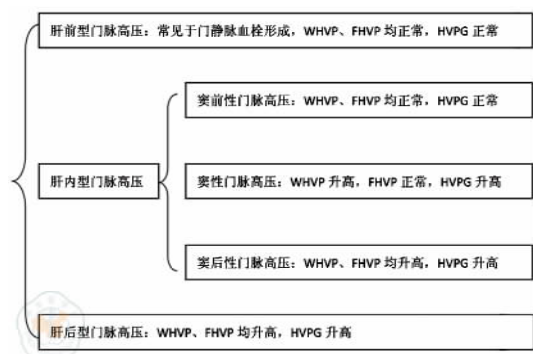 肝前型门脉高压：常见于门静脉血栓形成，WHVP、FHVP 均正常，HVPG 正常
窦前性门脉高压：WHVP、FHVP 均正常，HVPG 正常
肝内型门脉高压
窦性门脉高压：WHVP 升高，FHVP 正常，HVPG 升高
窦后性门脉高压：WHVP、FHVP 均升高，HVPG 升高
肝后型门脉高压：WHVP、FHVP 均升高，HVPG 升高